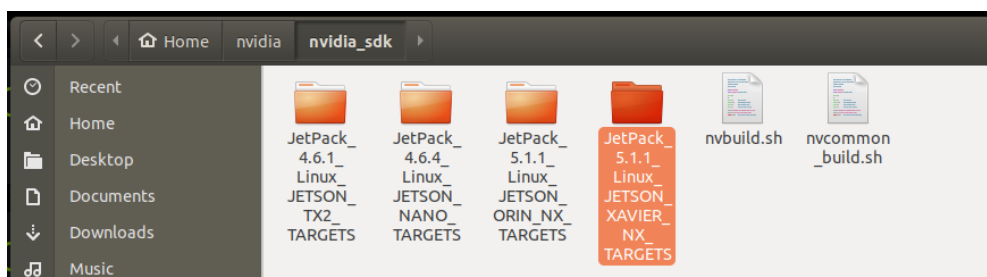 Home nvidia nvidia_sdk
Recent
Home
Desktop
Documents
Downloads
Music
JetPack_
4.6.1_
Linux_
JETSON_
TX2_
TARGETS
JetPack_
4.6.4_
Linux_
JETSON_
NANO_
TARGETS
JetPack_
5.1.1_
Linux_
JETSON_
ORIN_NX_
TARGETS
JetPack_
5.1.1_
Linux_
JETSON_
XAVIER_
NX_
TARGETS
nvbuild.sh
nvcommon
_build.sh